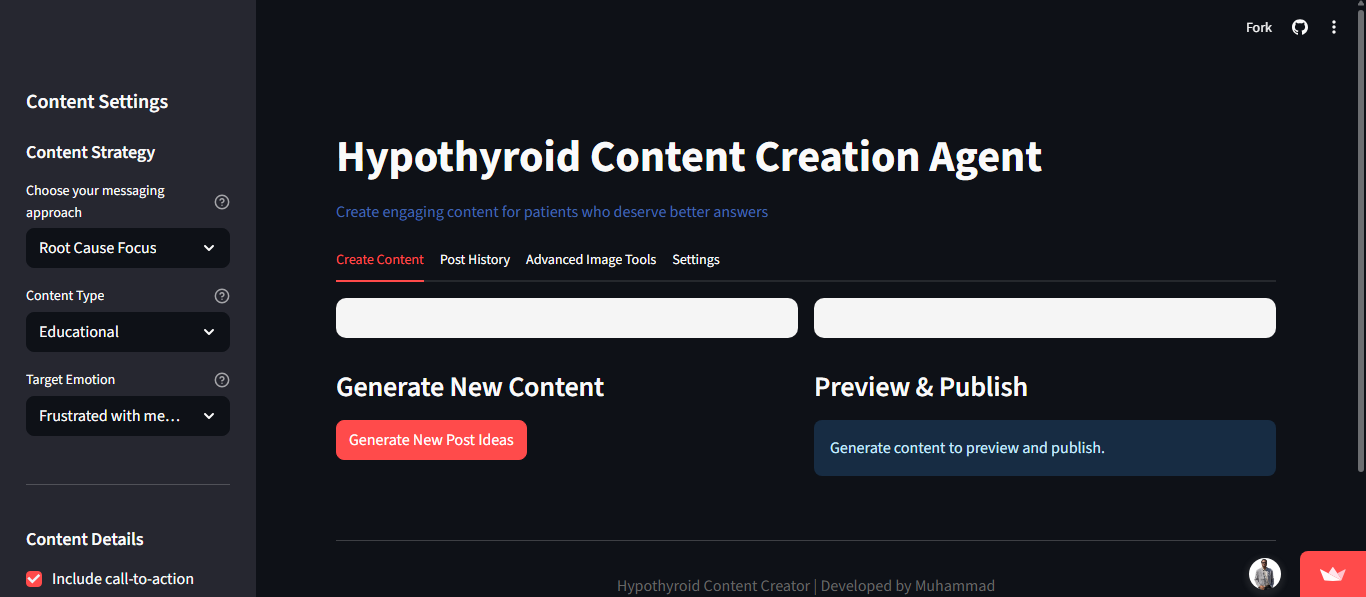 Fork
Content Settings
Content Strategy
Choose your messaging
approach
Root Cause Focus
Content Type
Educational
Target Emotion
Frustrated with me...
Content Details
Include call-to-action
Hypothyroid Content Creation Agent
Create engaging content for patients who deserve better answers
Create Content Post History Advanced Image Tools Settings
Generate New Content
Generate New Post Ideas
Preview & Publish
Generate content to preview and publish.
Hypothyroid Content Creator | Developed by Muhammad